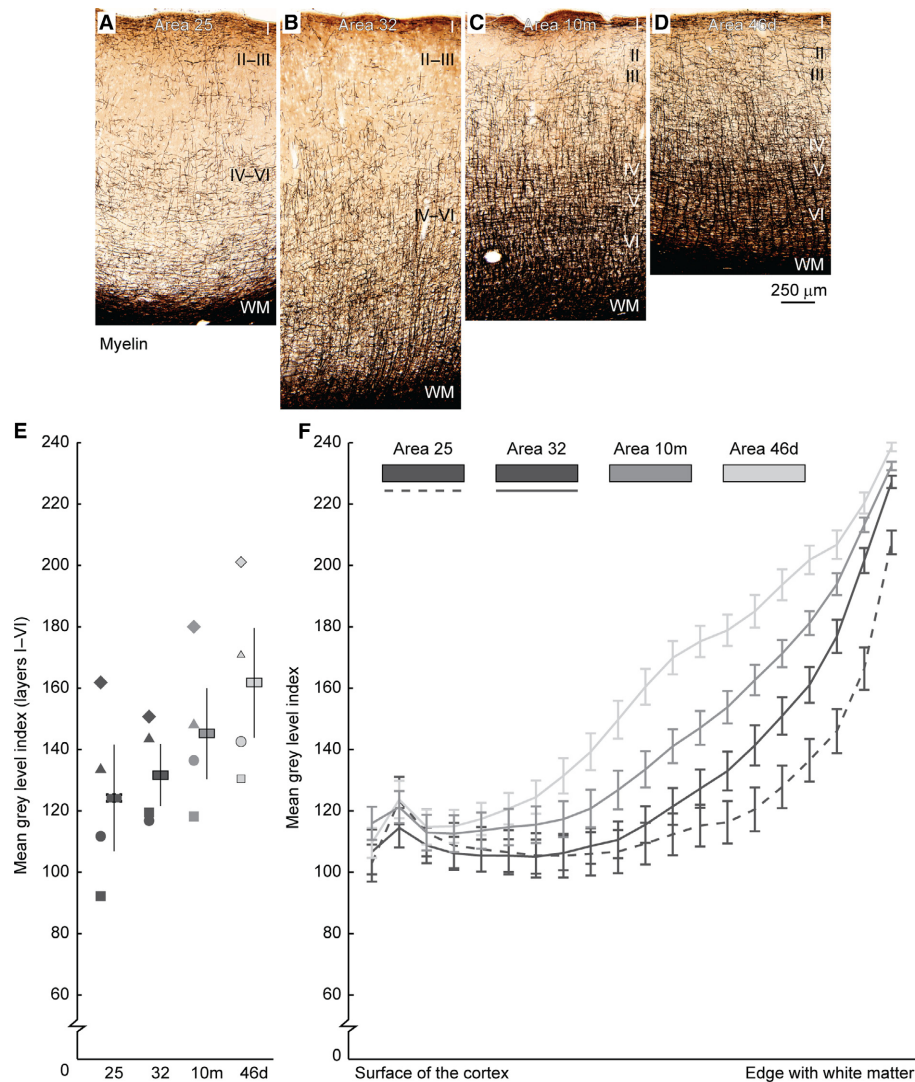 A Area 25 I
II–III
IV–VI
WM
Myelin
B Area 32 I
II–III
IV–VI
WM
C Area 10m I
II
III
IV
V
VI
WM
D Area 46d I
II
III
IV
V
VI
WM
250 µm
E
Mean grey level index (layers I–VI)
240
220
200
180
160
140
120
100
80
60
0
25 32 10m 46d
F
Area 25 Area 32 Area 10m Area 46d
Mean grey level index
240
220
200
180
160
140
120
100
80
60
0
Surface of the cortex Edge with white matter